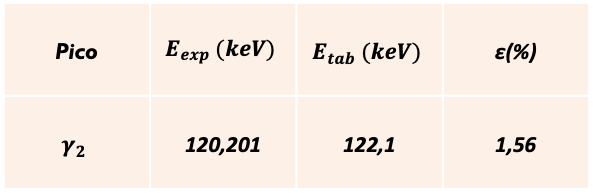 Pico E_exp (keV) E_tab (keV) ε(%)
γ₂ 120,201 122,1 1,56